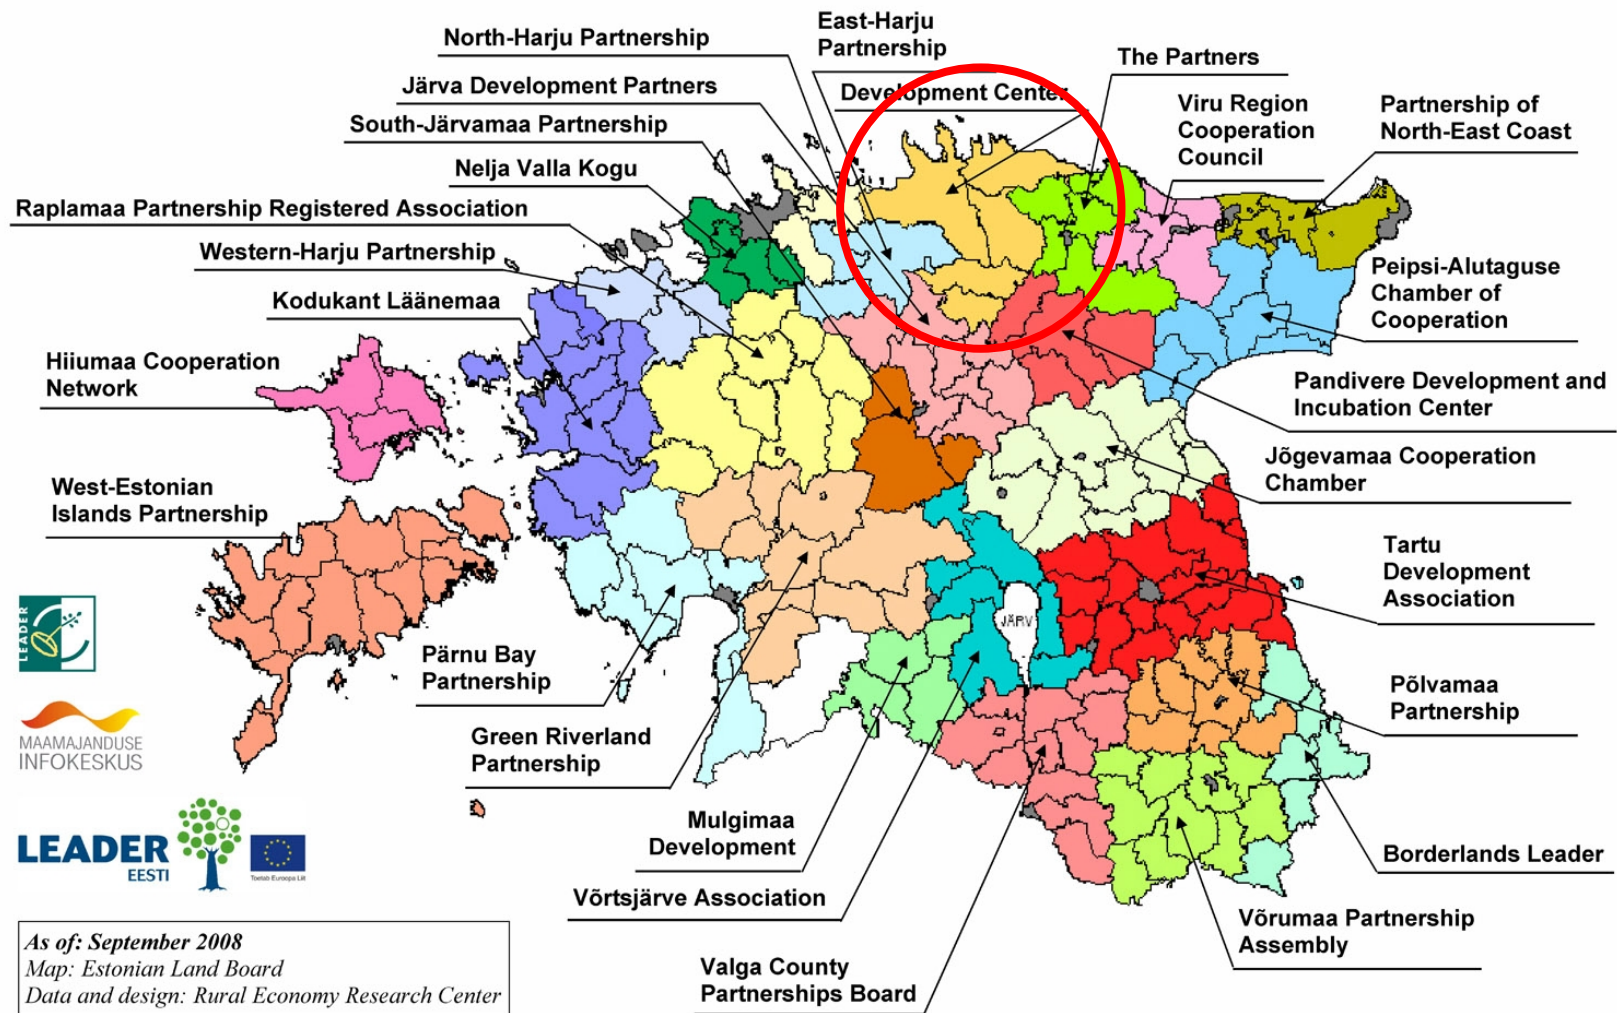 East-Harju
Partnership
North-Harju Partnership
The Partners
Järva Development Partners
Development Center
Viru Region
Cooperation
Council
Partnership of
North-East Coast
South-Järvamaa Partnership
Nelja Valla Kogu
Raplamaa Partnership Registered Association
Western-Harju Partnership
Peipsi-Alutaguse
Chamber of
Cooperation
Kodukant Läänemaa
Hiiumaa Cooperation
Network
Pandivere Development and
Incubation Center
Jõgevamaa Cooperation
Chamber
West-Estonian
Islands Partnership
Tartu
Development
Association
LEADER
JÄRV
Pärnu Bay
Partnership
Põlvamaa
Partnership
MAAMAJANDUSE
INFOKESKUS
Green Riverland
Partnership
Mulgimaa
Development
LEADER
EESTI
Toetab Euroopa Liit
Borderlands Leader
Võrtsjärve Association
Võrumaa Partnership
Assembly
As of: September 2008
Map: Estonian Land Board
Data and design: Rural Economy Research Center
Valga County
Partnerships Board